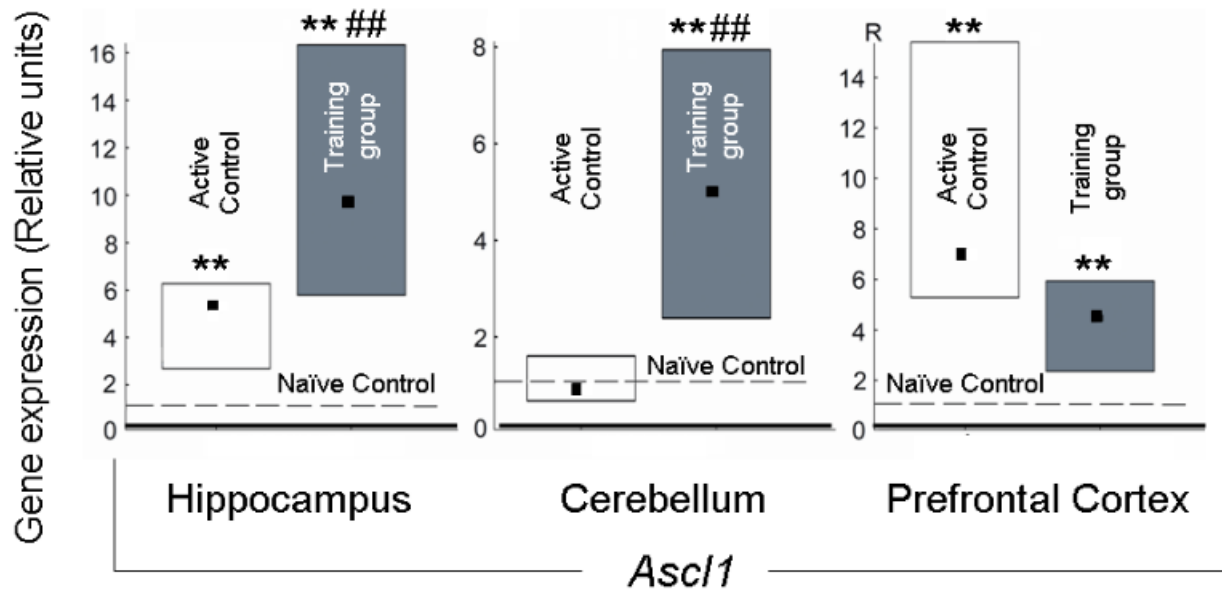 Gene expression (Relative units)
16
14
12
10
8
6
4
2
0
Active
Control
**
** ##
Training
group
Naïve Control
Hippocampus
8
6
4
2
0
Active
Control
** ##
Training
group
Naïve Control
Cerebellum
R
14
12
10
8
6
4
2
0
**
Active
Control
Training
group
**
Naïve Control
Prefrontal Cortex
Ascl1